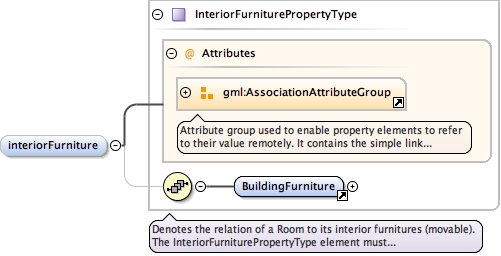 InteriorFurniturePropertyType
@ Attributes
gml:AssociationAttributeGroup
Attribute group used to enable property elements to refer
to their value remotely. It contains the simple link...
interiorFurniture
BuildingFurniture
Denotes the relation of a Room to its interior furnitures (movable).
The InteriorFurniturePropertyType element must...